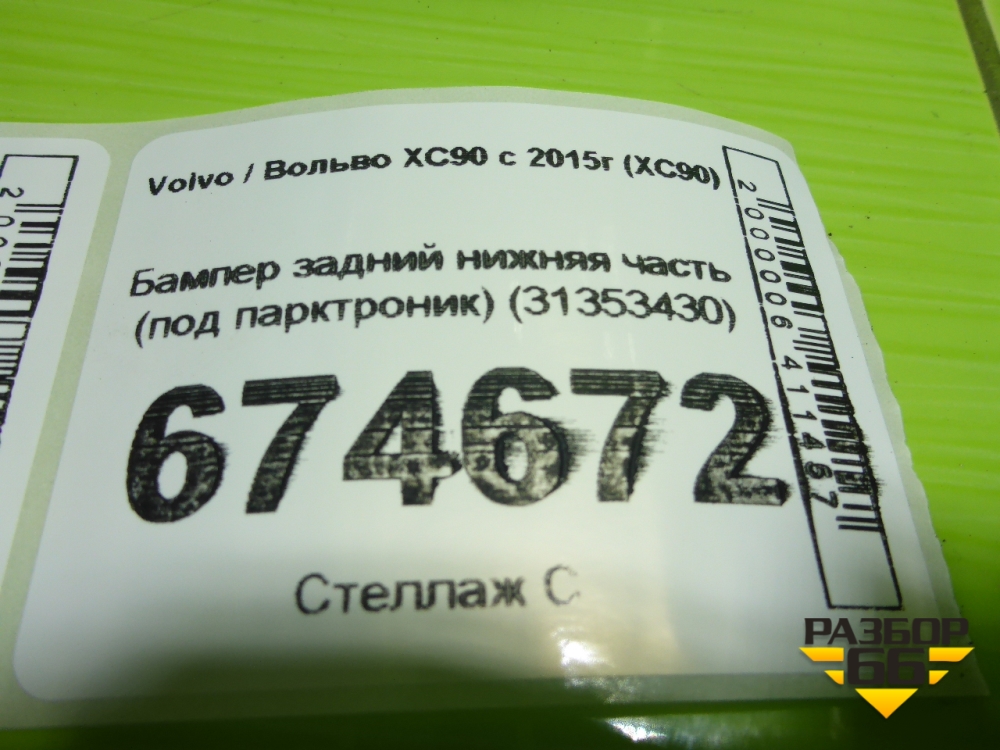 Volvo / Вольво XC90 с 2015г (XC90)
Бампер задний нижняя часть
(под парктроник) (31353430)
674672
Стеллаж С
2000006411467
РАЗБОР
66